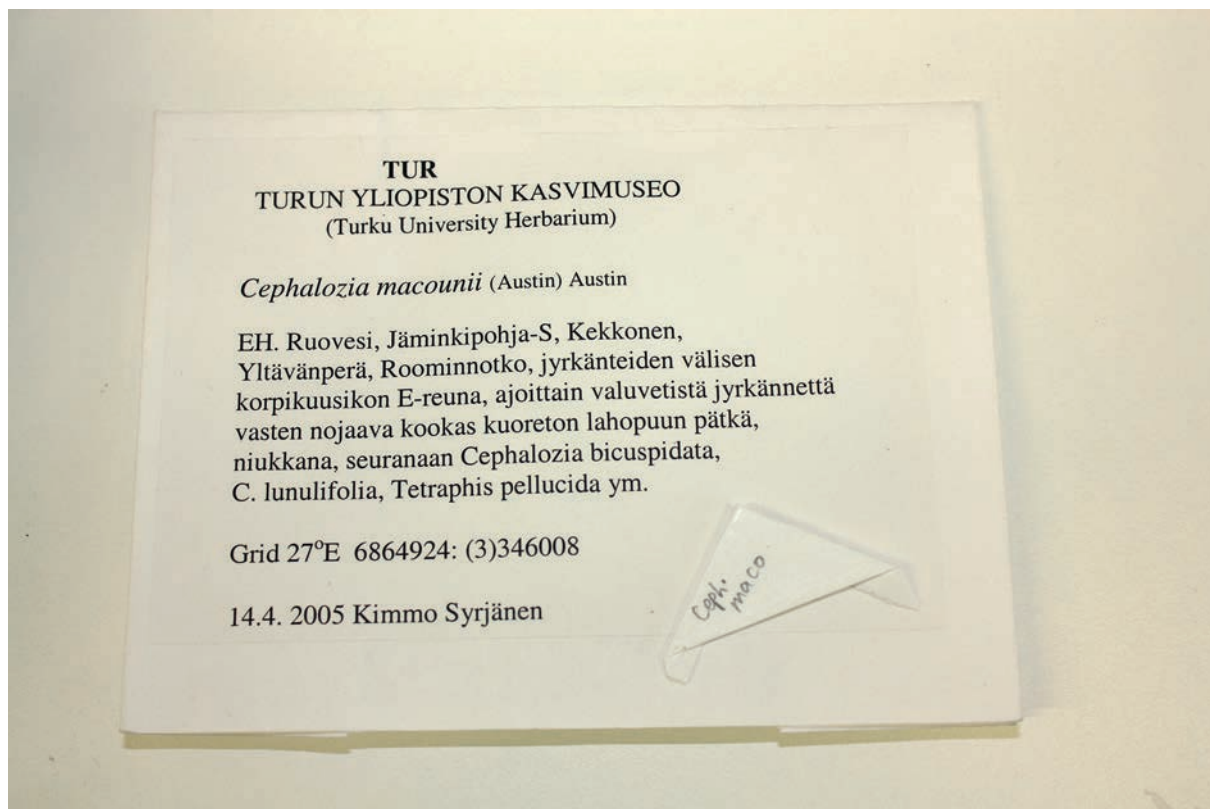 TUR
TURUN YLIOPISTON KASVIMUSEO
(Turku University Herbarium)
Cephalozia macounii (Austin) Austin
EH. Ruovesi, Jäminkipohja-S, Kekkonen,
Yltävänperä, Roominnotko, jyrkänteiden välisen
korpikuusikon E-reuna, ajoittain valuvetistä jyrkännettä
vasten nojaava kookas kuoreton lahopuun pätkä,
niukkana, seuranaan Cephalozia bicuspidata,
C. lunulifolia, Tetraphis pellucida ym.
Grid 27°E 6864924: (3)346008
14.4. 2005 Kimmo Syrjänen
Ceph.
maco